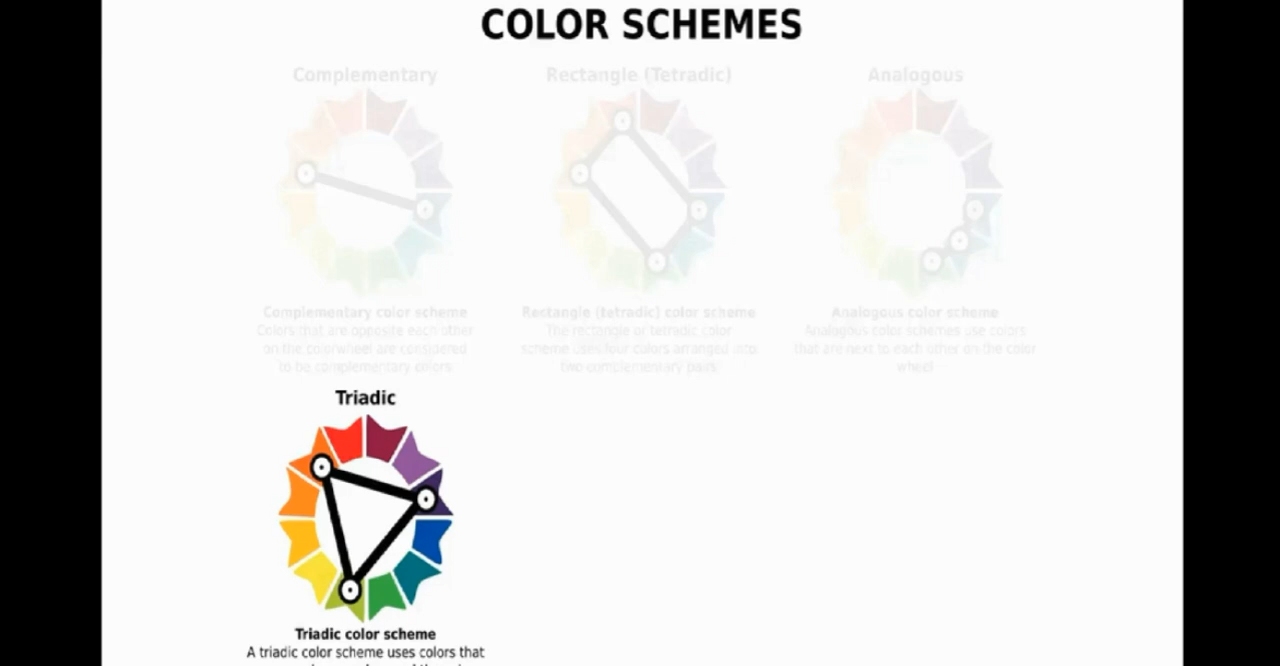 COLOR SCHEMES
Complementary
Rectangle (Tetradic)
Analogous
Complementary color scheme
Colors that are opposite each other
on the colorwheel are considered
to be complementary colors
Rectangle (tetradic) color scheme
The rectangle or tetradic color
scheme uses four colors arranged into
two complementary pairs
Analogous color scheme
Analogous color schemes use colors
that are next to each other on the color
wheel
Triadic
Triadic color scheme
A triadic color scheme uses colors that